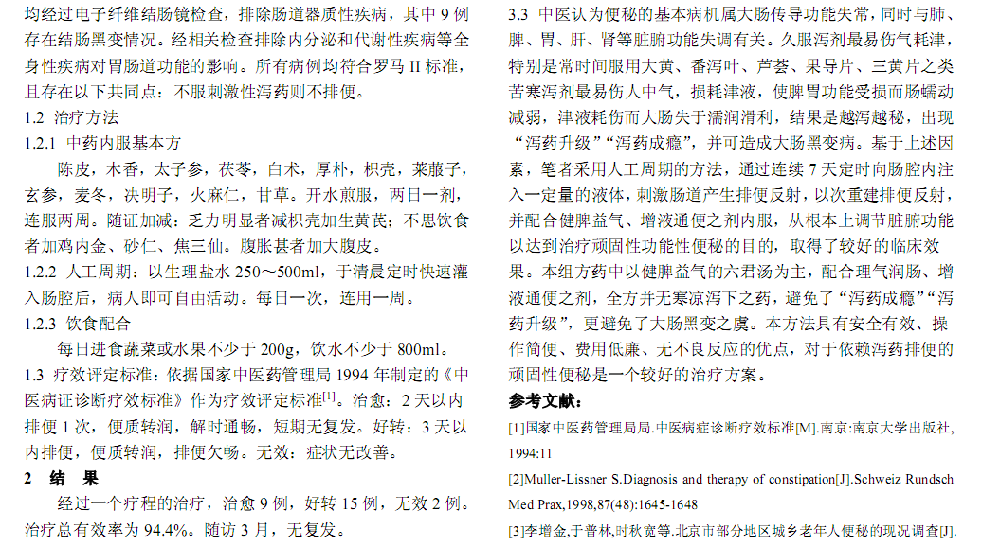 均经过电子纤维结肠镜检查，排除肠道器质性疾病，其中 9 例
存在结肠黑变情况。经相关检查排除内分泌和代谢性疾病等全
身性疾病对胃肠道功能的影响。所有病例均符合罗马 II 标准，
且存在以下共同点：不服刺激性泻药则不排便。
1.2 治疗方法
1.2.1 中药内服基本方
陈皮，木香，太子参，茯苓，白术，厚朴，枳壳，莱菔子，
玄参，麦冬，决明子，火麻仁，甘草。开水煎服，两日一剂，
连服两周。随证加减：乏力明显者减枳壳加生黄芪；不思饮食
者加鸡内金、砂仁、焦三仙。腹胀甚者加大腹皮。
1.2.2 人工周期：以生理盐水 250～500ml，于清晨定时快速灌
入肠腔后，病人即可自由活动。每日一次，连用一周。
1.2.3 饮食配合
每日进食蔬菜或水果不少于 200g，饮水不少于 800ml。
1.3 疗效评定标准：依据国家中医药管理局 1994 年制定的《中
医病证诊断疗效标准》作为疗效评定标准[1]。治愈：2 天以内
排便 1 次，便质转润，解时通畅，短期无复发。好转：3 天以
内排便，便质转润，排便欠畅。无效：症状无改善。
2 结 果
经过一个疗程的治疗，治愈 9 例，好转 15 例，无效 2 例。
治疗总有效率为 94.4%。随访 3 月，无复发。
3.3 中医认为便秘的基本病机属大肠传导功能失常，同时与肺、
脾、胃、肝、肾等脏腑功能失调有关。久服泻剂最易伤气耗津，
特别是常时间服用大黄、番泻叶、芦荟、果导片、三黄片之类
苦寒泻剂最易伤人中气，损耗津液，使脾胃功能受损而肠蠕动
减弱，津液耗伤而大肠失于濡润滑利，结果是越泻越秘，出现
“泻药升级”“泻药成瘾”，并可造成大肠黑变病。基于上述因
素，笔者采用人工周期的方法，通过连续 7 天定时向肠腔内注
入一定量的液体，刺激肠道产生排便反射，以次重建排便反射，
并配合健脾益气、增液通便之剂内服，从根本上调节脏腑功能
以达到治疗顽固性功能性便秘的目的，取得了较好的临床效
果。本组方药中以健脾益气的六君汤为主，配合理气润肠、增
液通便之剂，全方并无寒凉泻下之药，避免了“泻药成瘾”“泻
药升级”，更避免了大肠黑变之虞。本方法具有安全有效、操
作简便、费用低廉、无不良反应的优点，对于依赖泻药排便的
顽固性便秘是一个较好的治疗方案。
参考文献：
[1]国家中医药管理局局.中医病症诊断疗效标准[M].南京:南京大学出版社,
1994:11
[2]Muller-Lissner S.Diagnosis and therapy of constipation[J].Schweiz Rundsch
Med Prax,1998,87(48):1645-1648
[3]李增金,于普林,时秋宽等.北京市部分地区城乡老年人便秘的现况调查[J].